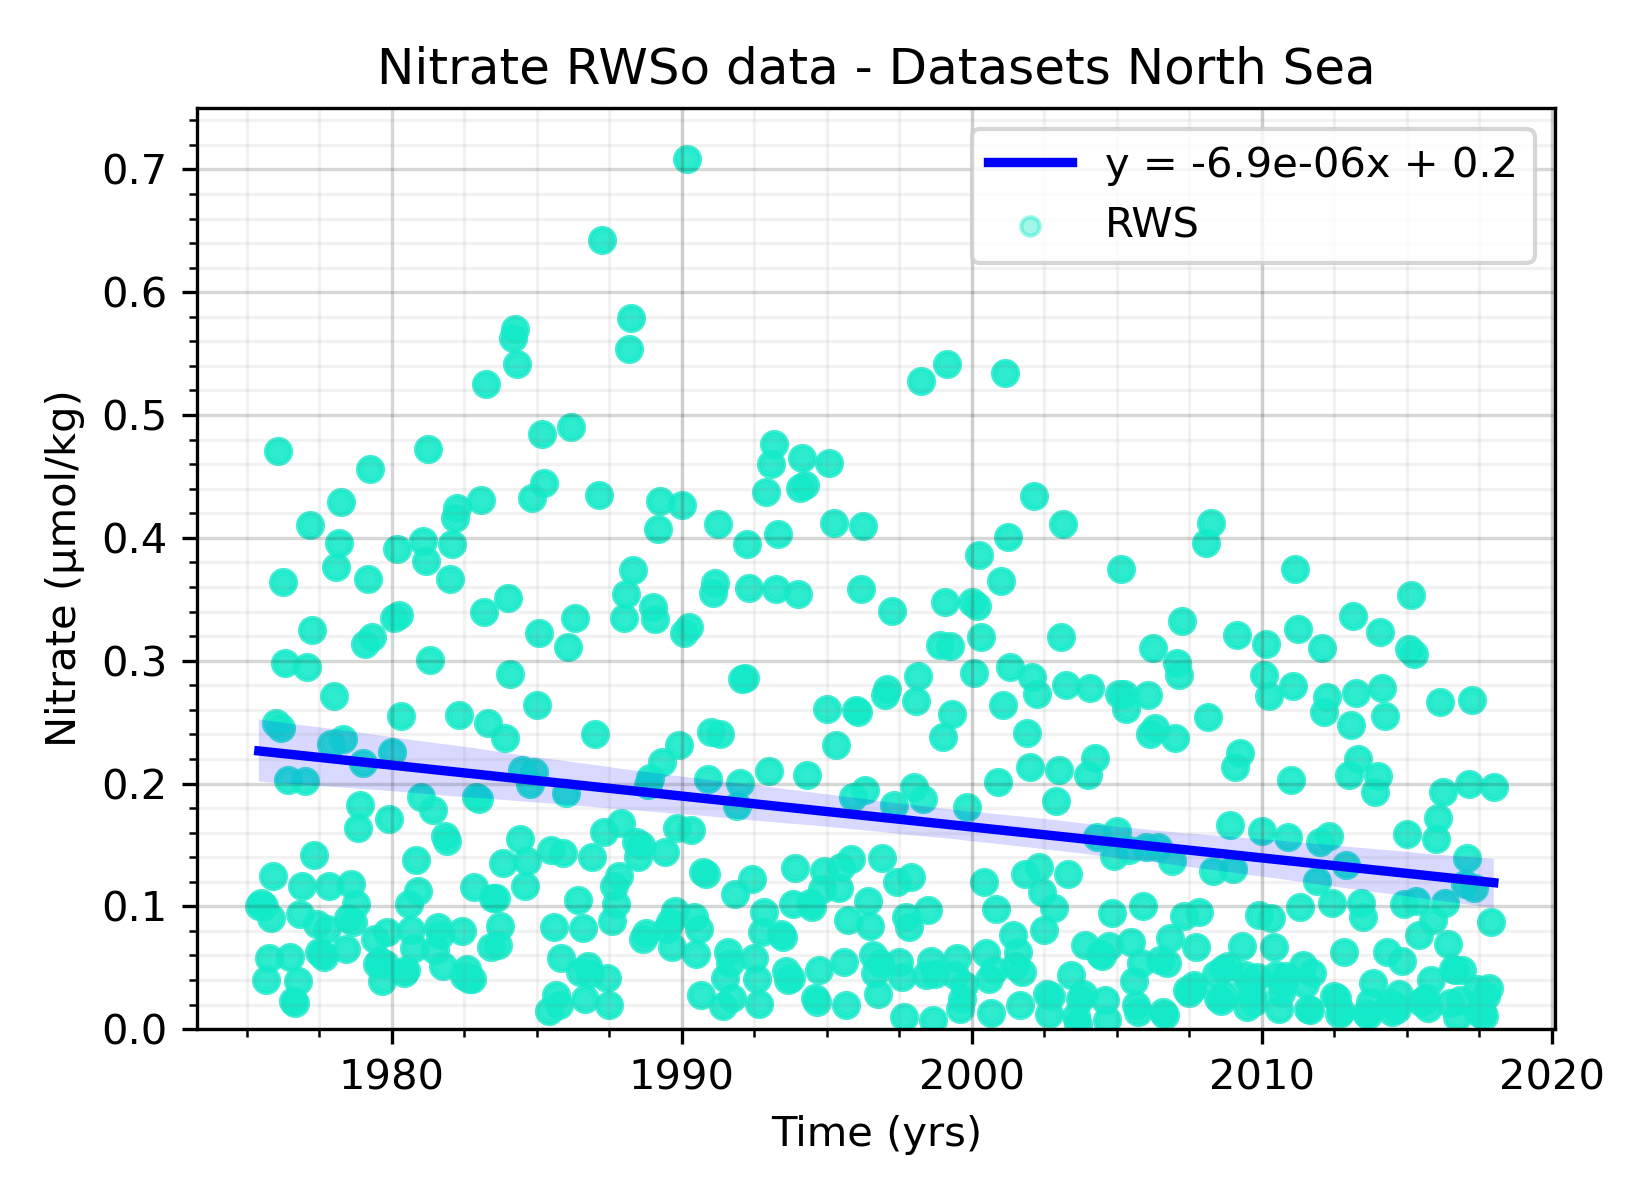 Nitrate RWSo data - Datasets North Sea
y = -6.9e-06x + 0.2
RWS
0.7
0.6
0.5
0.4
0.3
0.2
0.1
0.0
Nitrate (μmol/kg)
1980 1990 2000 2010 2020
Time (yrs)